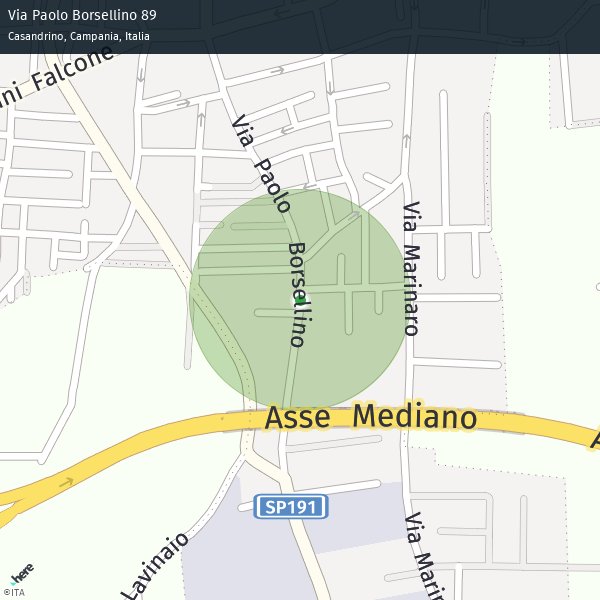 Via Paolo Borsellino 89
Casandrino, Campania, Italia
ni Falcone
Via Paolo Borsellino
Via Marinaro
Asse Mediano
A
SP191
Lavinaio
Via Marin
here
©ITA